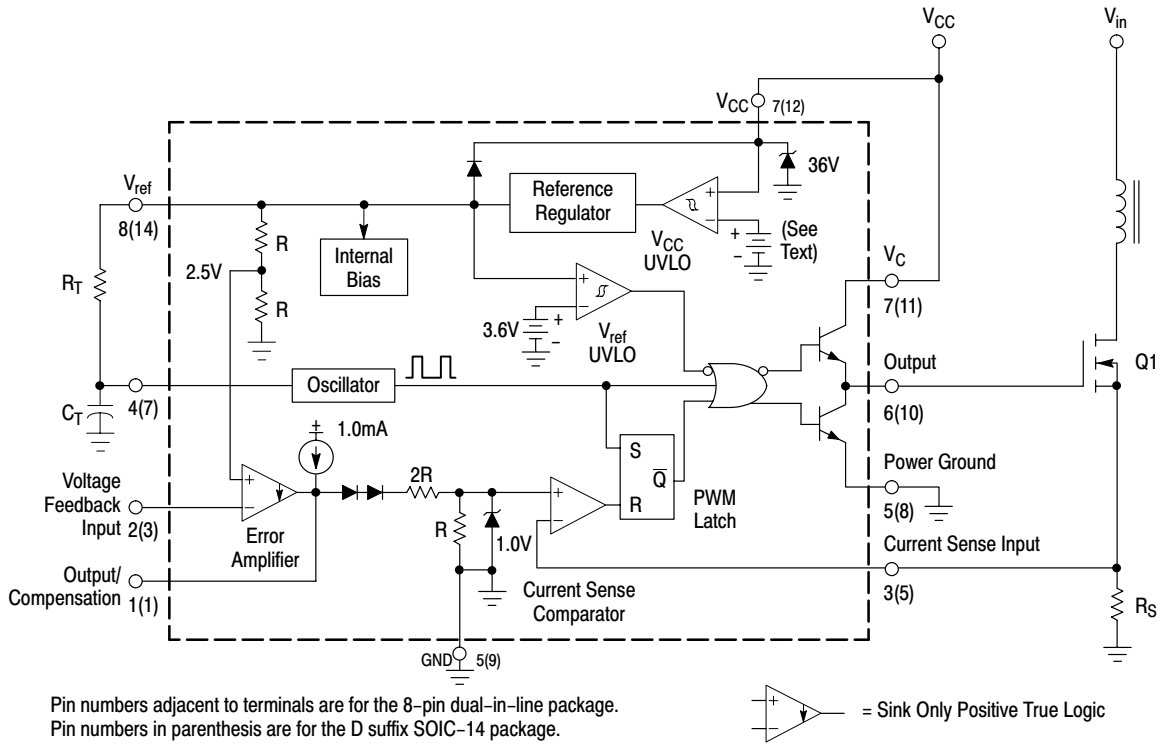 VCC
Vin
VCC
7(12)
36V
Vref
8(14)
Reference
Regulator
+
−
VCC
UVLO
+
−
(See
Text)
R
2.5V
Internal
Bias
R
RT
+
−
3.6V
+
−
Vref
UVLO
VC
7(11)
Output
6(10)
Q1
Oscillator
4(7)
CT
1.0mA
S
Q
R
PWM
Latch
2R
Power Ground
5(8)
Voltage
Feedback
Input
2(3)
+
−
Error
Amplifier
R
1.0V
+
−
Current Sense
Comparator
Current Sense Input
3(5)
RS
Output/
Compensation
1(1)
GND
5(9)
Pin numbers adjacent to terminals are for the 8−pin dual−in−line package.
Pin numbers in parenthesis are for the D suffix SOIC−14 package.
+
−
= Sink Only Positive True Logic